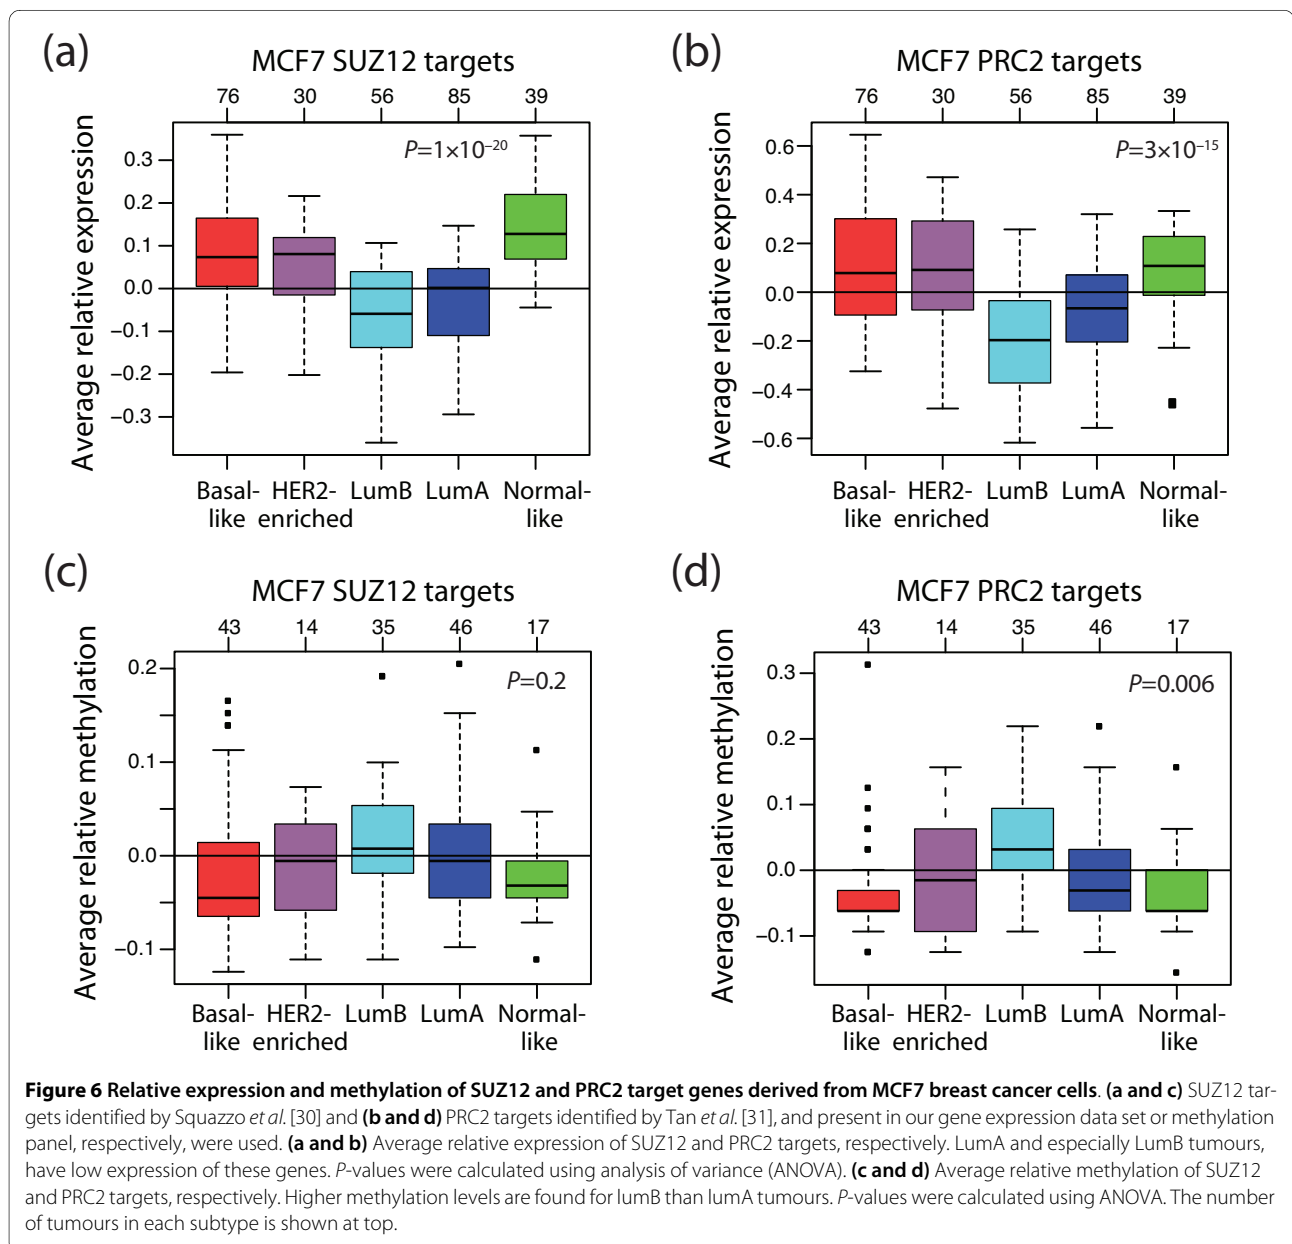 (a)
MCF7 SUZ12 targets
76 30 56 85 39
Average relative expression
P=1×10–20
0.3
0.2
0.1
0.0
−0.1
−0.2
−0.3
Basal-like HER2-enriched LumB LumA Normal-like
(b)
MCF7 PRC2 targets
76 30 56 85 39
Average relative expression
P=3×10–15
0.6
0.4
0.2
0.0
−0.2
−0.4
−0.6
Basal-like HER2-enriched LumB LumA Normal-like
(c)
MCF7 SUZ12 targets
43 14 35 46 17
Average relative methylation
P=0.2
0.2
0.1
0.0
−0.1
Basal-like HER2-enriched LumB LumA Normal-like
(d)
MCF7 PRC2 targets
43 14 35 46 17
Average relative methylation
P=0.006
0.3
0.2
0.1
0.0
−0.1
Basal-like HER2-enriched LumB LumA Normal-like
Figure 6 Relative expression and methylation of SUZ12 and PRC2 target genes derived from MCF7 breast cancer cells. (a and c) SUZ12 tar-
gets identified by Squazzo et al. [30] and (b and d) PRC2 targets identified by Tan et al. [31], and present in our gene expression data set or methylation
panel, respectively, were used. (a and b) Average relative expression of SUZ12 and PRC2 targets, respectively. LumA and especially LumB tumours,
have low expression of these genes. P-values were calculated using analysis of variance (ANOVA). (c and d) Average relative methylation of SUZ12
and PRC2 targets, respectively. Higher methylation levels are found for lumB than lumA tumours. P-values were calculated using ANOVA. The number
of tumours in each subtype is shown at top.